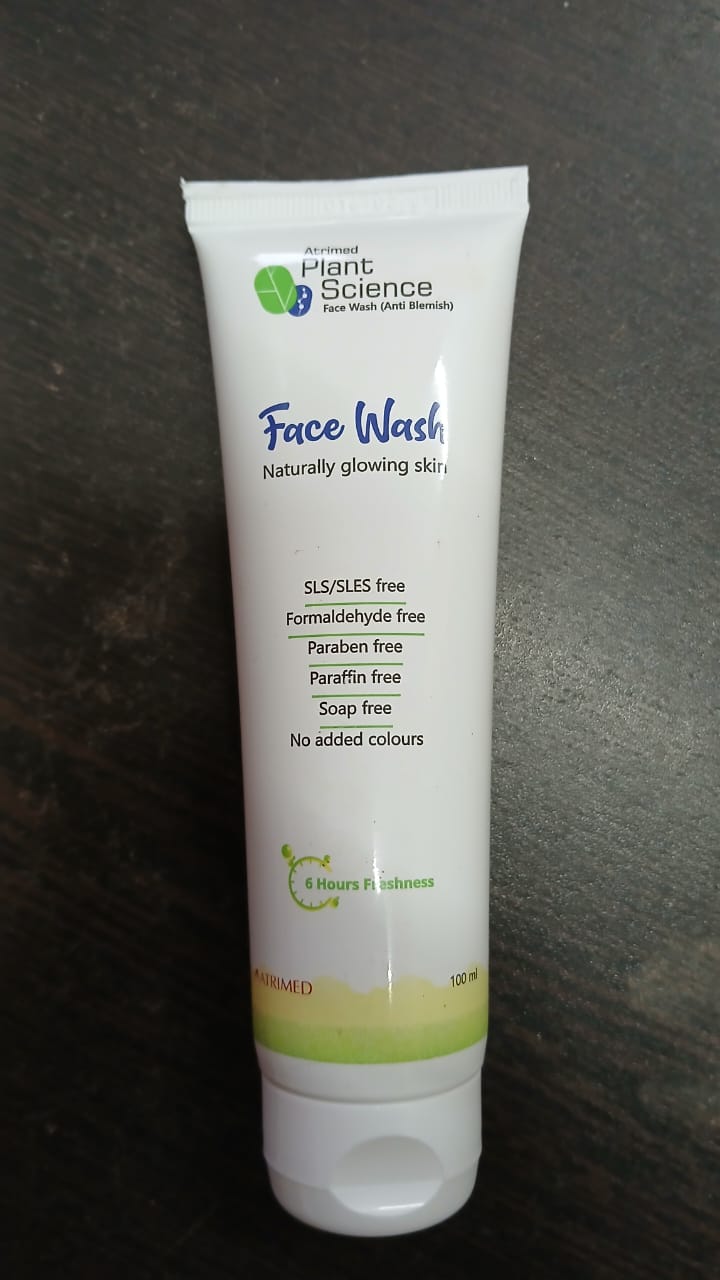 Atrimed
Plant
Science
Face Wash (Anti Blemish)
Face Wash
Naturally glowing skin
SLS/SLES free
Formaldehyde free
Paraben free
Paraffin free
Soap free
No added colours
6 Hours Freshness
ATRIMED
100 ml